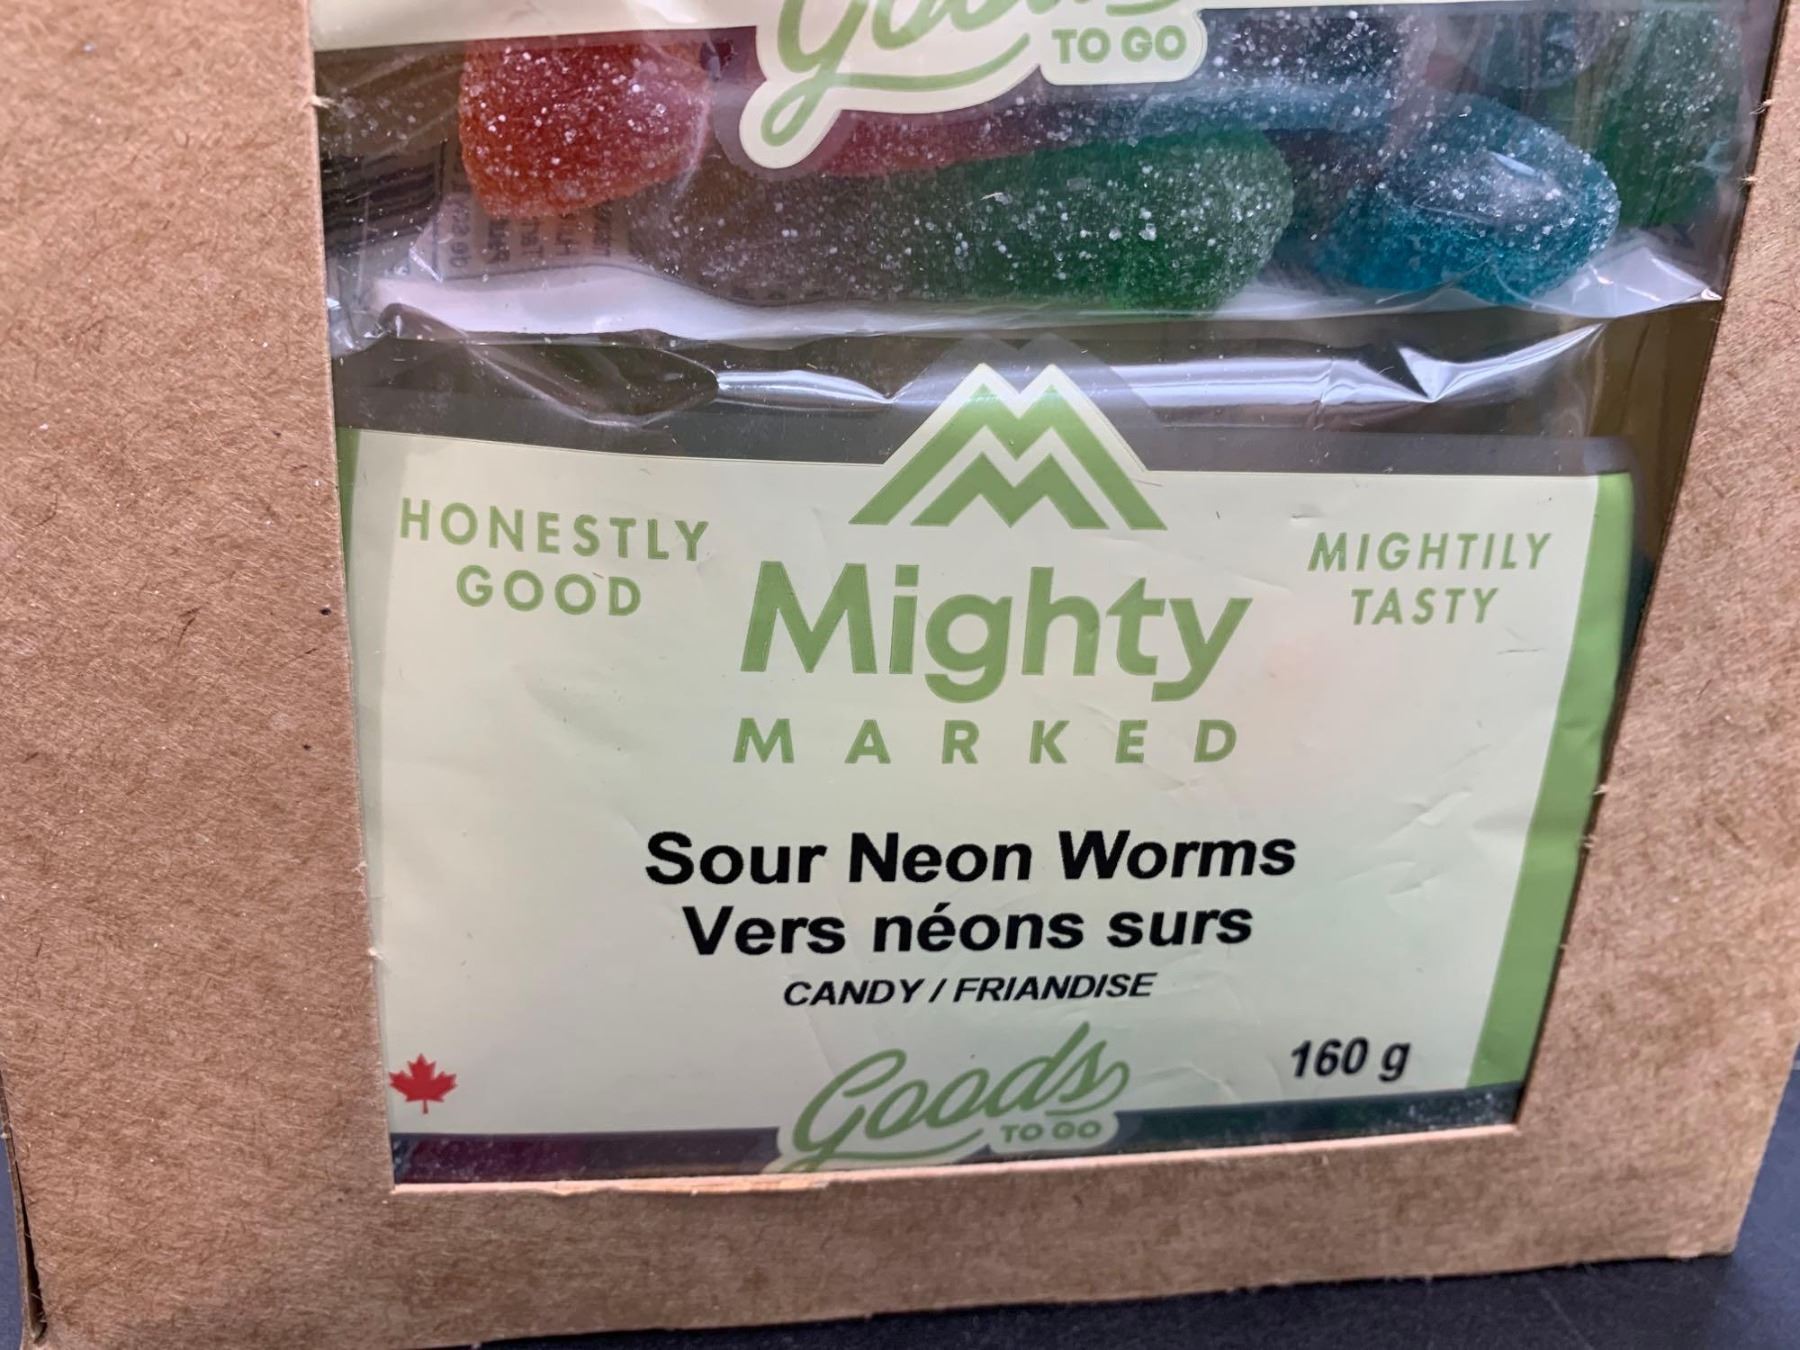 Goods
TO GO
HONESTLY
GOOD
Mighty
MARKED
MIGHTILY
TASTY
Sour Neon Worms
Vers néons surs
CANDY / FRIANDISE
160 g
Goods
TO GO